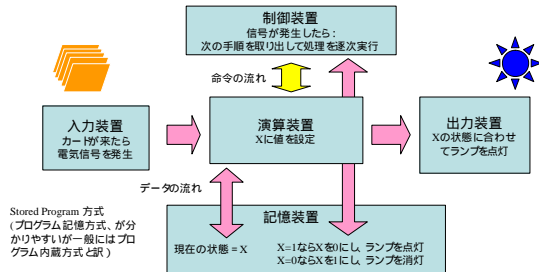 制御装置
信号が発生したら:
次の手順を取り出して処理を逐次実行
命令の流れ
入力装置
カードが来たら
電気信号を発生
演算装置
Xに値を設定
出力装置
Xの状態に合わせ
てランプを点灯
データの流れ
記憶装置
現在の状態 = X
X=1ならXを0にし、ランプを点灯
X=0ならXを1にし、ランプを消灯
Stored Program 方式
(プログラム記憶方式、が分
かりやすいが一般にはプロ
グラム内蔵方式と訳)